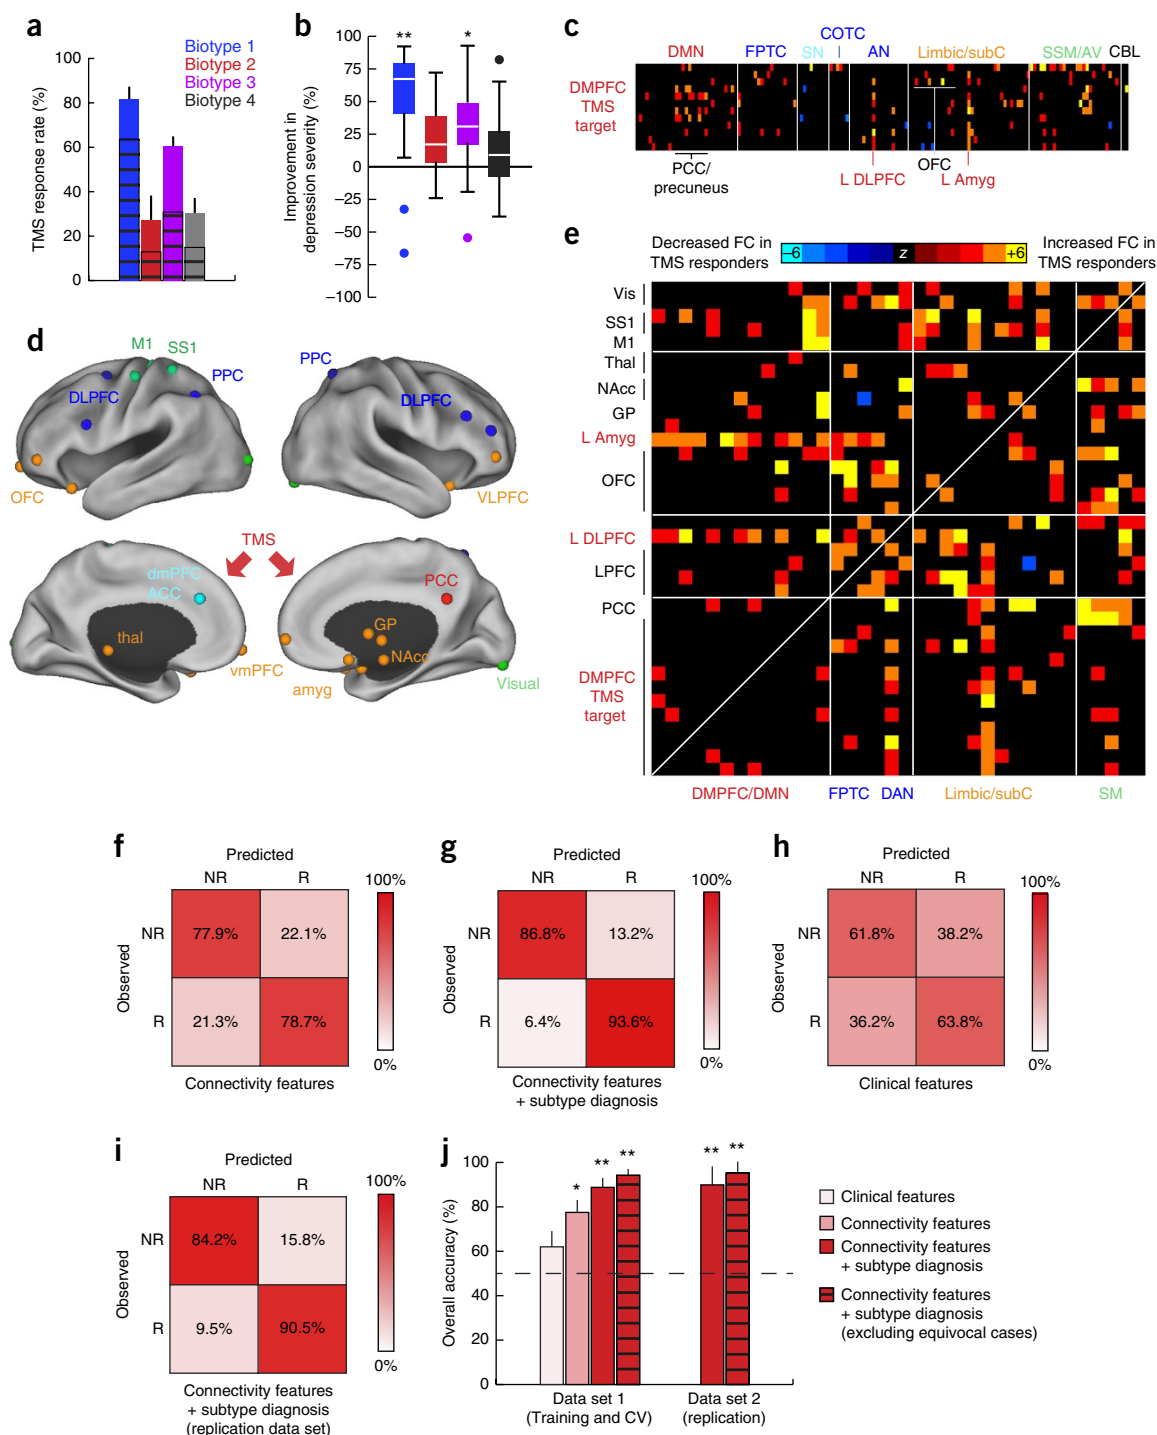 a
TMS response rate (%)
100
80
60
40
20
0
Biotype 1
Biotype 2
Biotype 3
Biotype 4
b
Improvement in
depression severity (%)
100
75
50
25
0
−25
−50
−75
−100
**
*
c
COTC
DMN
FPTC
SN
AN
Limbic/subC
SSM/AV
CBL
DMPFC
TMS
target
PCC/
precuneus
OFC
L DLPFC
L Amyg
d
M1
SS1
PPC
DLPFC
OFC
PPC
DLPFC
VLPFC
TMS
dmPFC
ACC
thal
vmPFC
PCC
GP
NAcc
amyg
Visual
e
Decreased FC in
TMS responders
−6
z
+6
Increased FC in
TMS responders
Vis
SS1
M1
Thal
NAcc
GP
L Amyg
OFC
L DLPFC
LPFC
PCC
DMPFC
TMS
target
DMPFC/DMN
FPTC
DAN
Limbic/subC
SM
f
Predicted
NR
R
Observed
NR
77.9%
22.1%
R
21.3%
78.7%
100%
0%
Connectivity features
g
Predicted
NR
R
NR
86.8%
13.2%
R
6.4%
93.6%
Observed
100%
0%
Connectivity features
+ subtype diagnosis
h
Predicted
NR
R
Observed
NR
61.8%
38.2%
R
36.2%
63.8%
100%
0%
Clinical features
i
Predicted
NR
R
Observed
NR
84.2%
15.8%
R
9.5%
90.5%
100%
0%
Connectivity features
+ subtype diagnosis
(replication data set)
j
Overall accuracy (%)
100
80
60
40
20
0
*
**
**
**
**
Data set 1
(Training and CV)
Data set 2
(replication)
Clinical features
Connectivity features
Connectivity features
+ subtype diagnosis
Connectivity features
+ subtype diagnosis
(excluding equivocal cases)